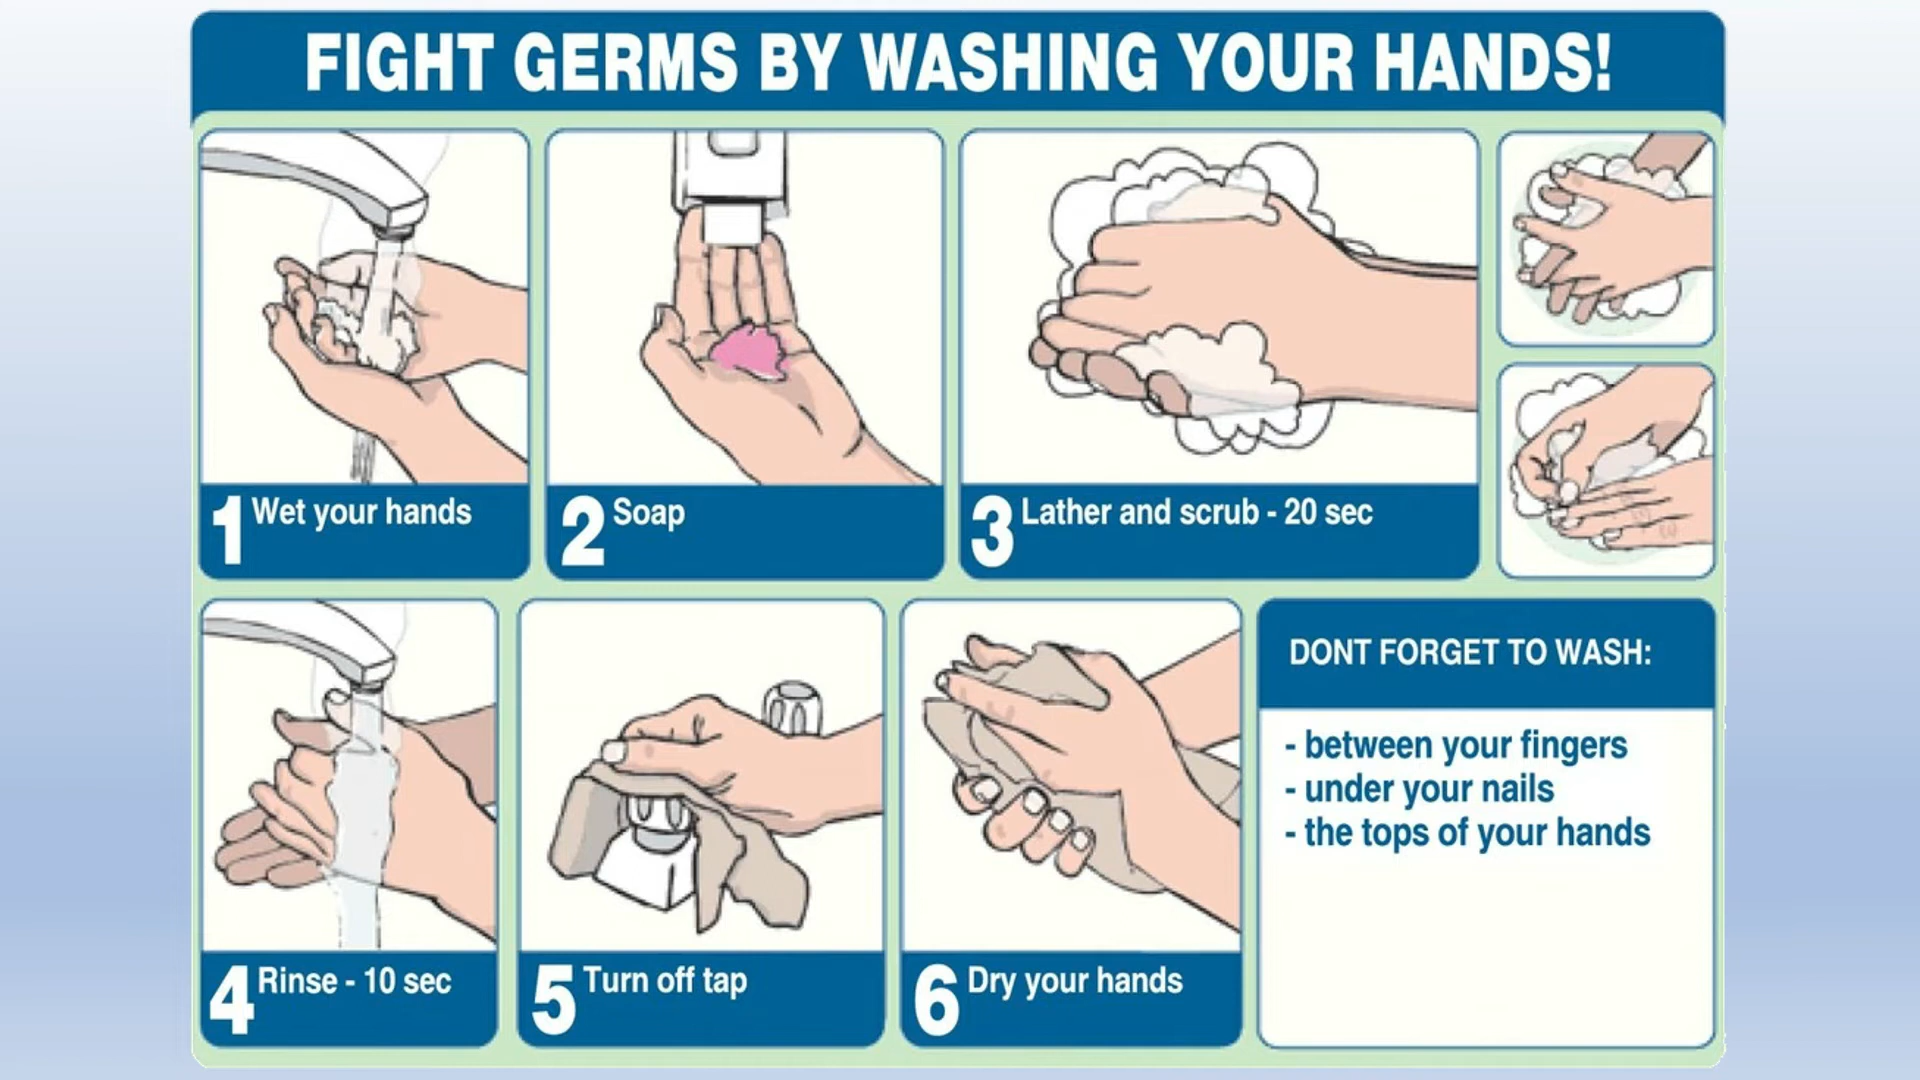 FIGHT GERMS BY WASHING YOUR HANDS!
1 Wet your hands
2 Soap
3 Lather and scrub - 20 sec
4 Rinse - 10 sec
5 Turn off tap
6 Dry your hands
DONT FORGET TO WASH:
- between your fingers
- under your nails
- the tops of your hands